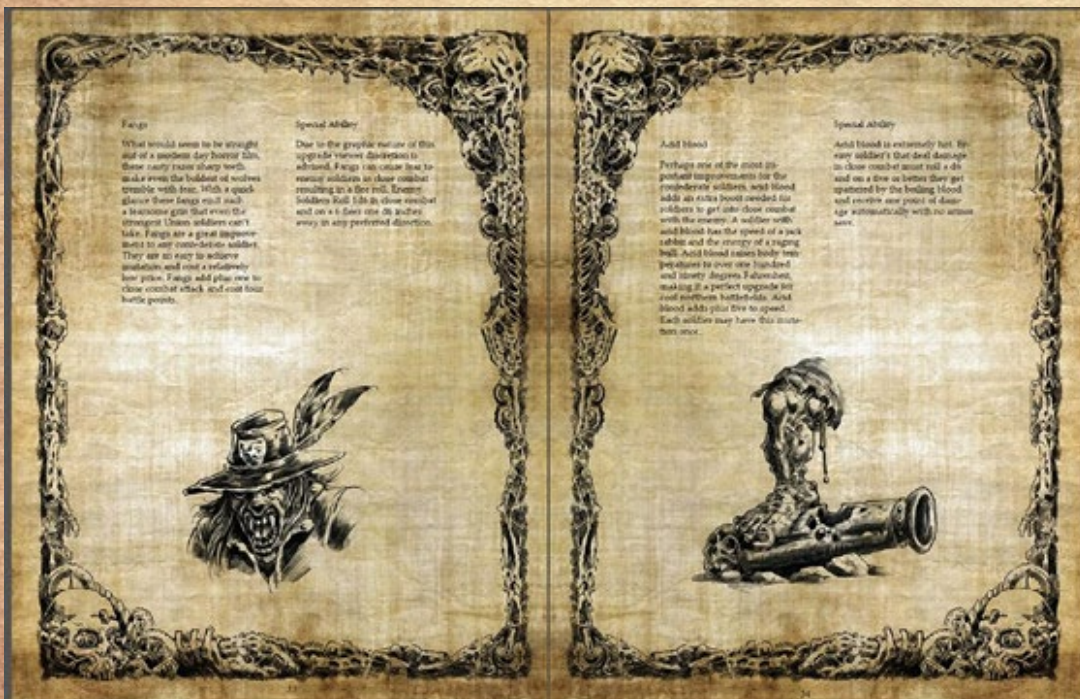 Fangs
What would seem to be straight
out of a modern day horror film,
these nasty razor sharp teeth
make even the boldest of wolves
tremble with fear. With a quick
glance these fangs emit such
a fearsome grin that even the
strongest Union soldiers can't
take. Fangs are a great improve-
ment to any confederate soldier.
They are an easy to achieve
mutation and cost a relatively
low price. Fangs add plus one to
close combat attack and cost four
battle points.
Special Ability
Due to the graphic nature of this
upgrade viewer discretion is
advised. Fangs can cause fear to
enemy soldiers in close combat
resulting in a flee roll. Enemy
Soldiers Roll 1d6 in close combat
and on a 6 flees one d6 inches
away in any preferred direction.
33
Acid blood
Perhaps one of the most im-
portant improvements for the
confederate soldiers, acid blood
adds an extra boost needed for
soldiers to get into close combat
with the enemy. A soldier with
acid blood has the speed of a jack
rabbit and the energy of a raging
bull. Acid blood raises body tem-
peratures to over one hundred
and ninety degrees Fahrenheit,
making it a perfect upgrade for
cool northern battlefields. Acid
blood adds plus five to speed.
Each soldier may have this muta-
tion once.
Special Ability
Acid blood is extremely hot. En-
emy soldier's that deal damage
in close combat must roll a d6
and on a five or better they get
spattered by the boiling blood
and receive one point of dam-
age automatically with no armor
save.
34